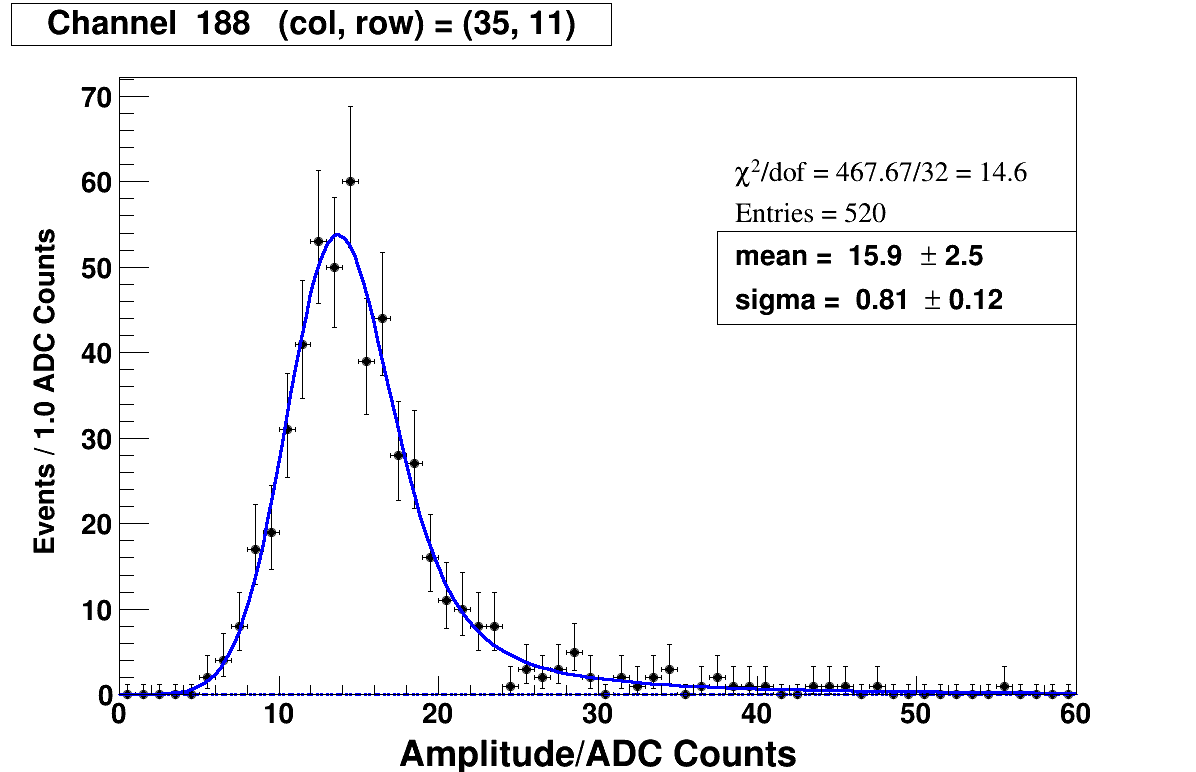 Channel 188 (col, row) = (35, 11)
70
60
50
40
30
20
10
0
Events / 1.0 ADC Counts
χ²/dof = 467.67/32 = 14.6
Entries = 520
mean = 15.9 ± 2.5
sigma = 0.81 ± 0.12
0 10 20 30 40 50 60
Amplitude/ADC Counts